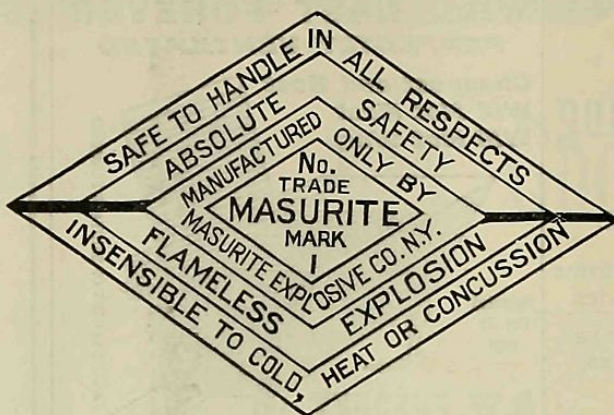 SAFE TO HANDLE IN ALL RESPECTS
ABSOLUTE SAFETY
MANUFACTURED ONLY BY
No.
TRADE
MASURITE
MARK
1
MASURITE EXPLOSIVE CO. N.Y.
FLAMELESS EXPLOSION
INSENSIBLE TO COLD, HEAT OR CONCUSSION